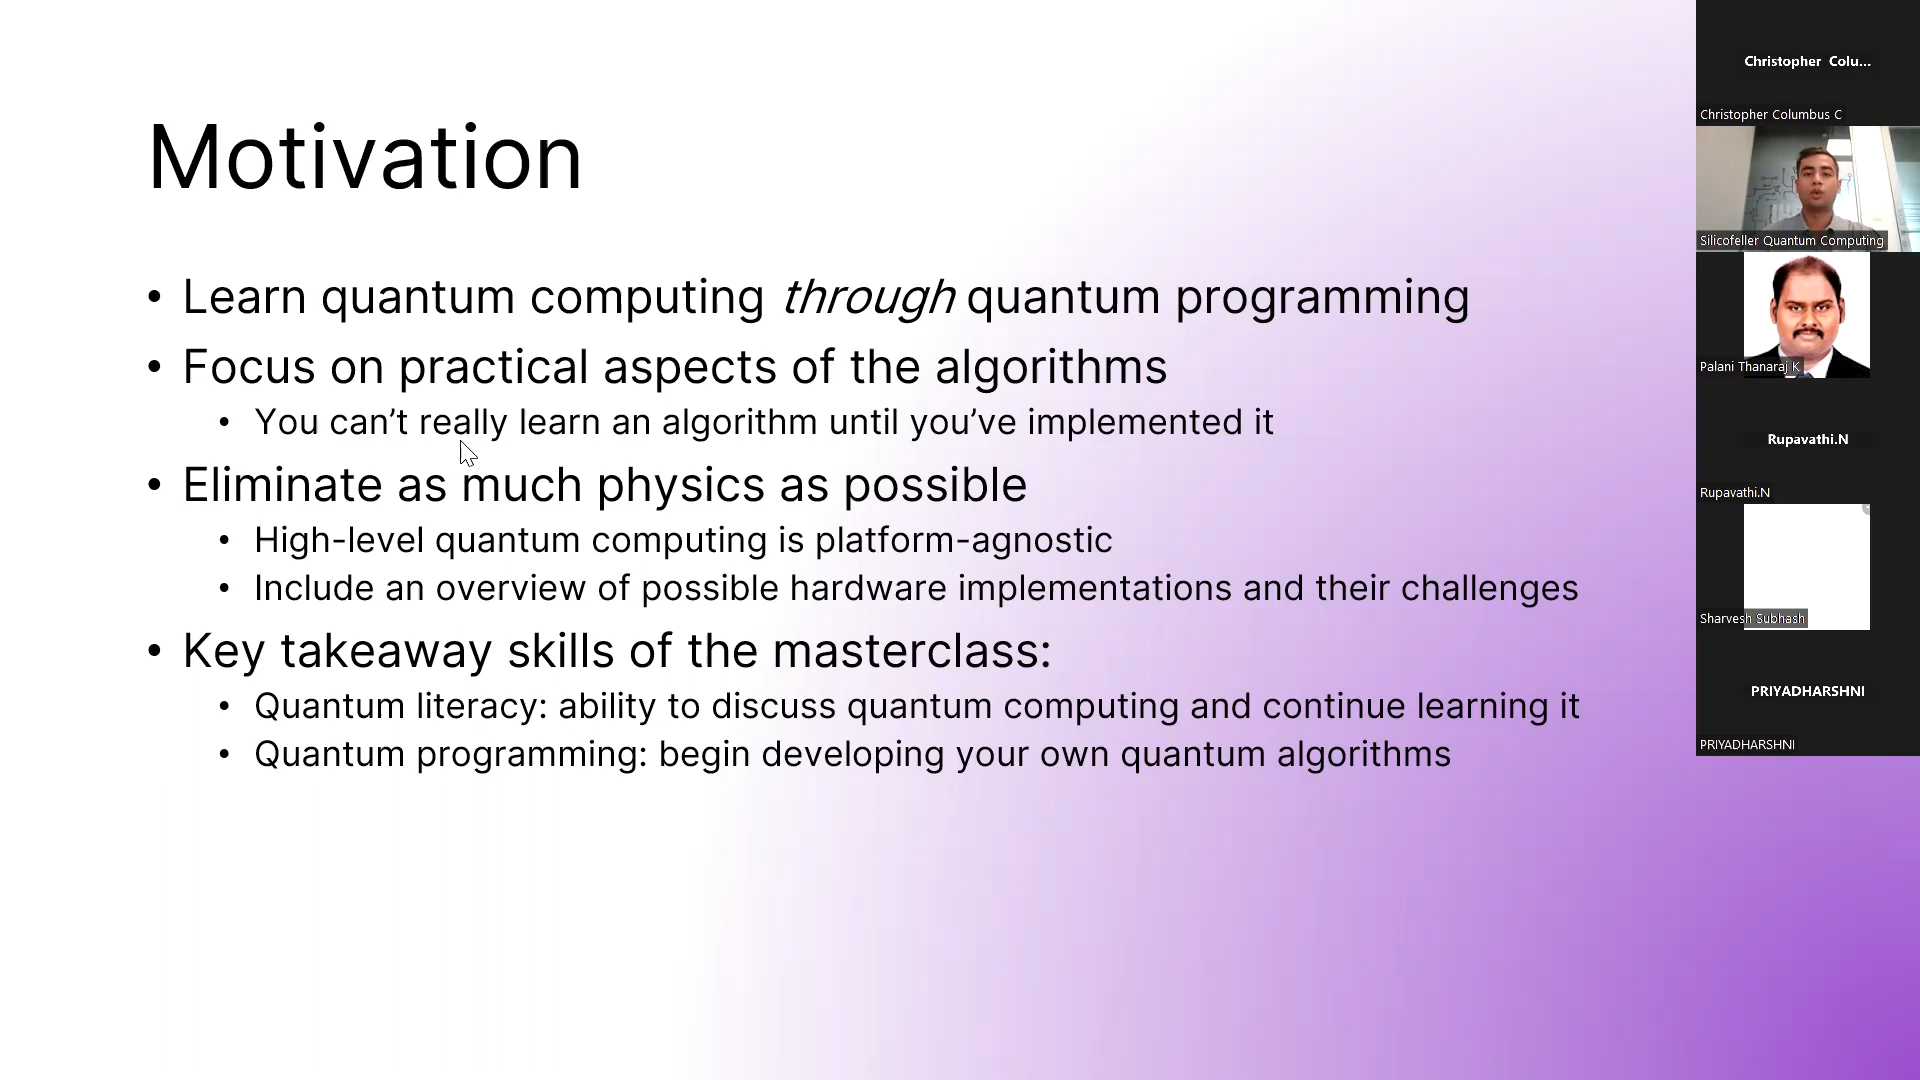 Motivation
• Learn quantum computing through quantum programming
• Focus on practical aspects of the algorithms
• You can’t really learn an algorithm until you’ve implemented it
• Eliminate as much physics as possible
• High-level quantum computing is platform-agnostic
• Include an overview of possible hardware implementations and their challenges
• Key takeaway skills of the masterclass:
• Quantum literacy: ability to discuss quantum computing and continue learning it
• Quantum programming: begin developing your own quantum algorithms
Christopher Colu...
Christopher Columbus C
Silicofeller Quantum Computing
Palani Thanaraj K
Rupavathi.N
Rupavathi.N
Sharvesh Subhash
PRIYADHARSHNI
PRIYADHARSHNI